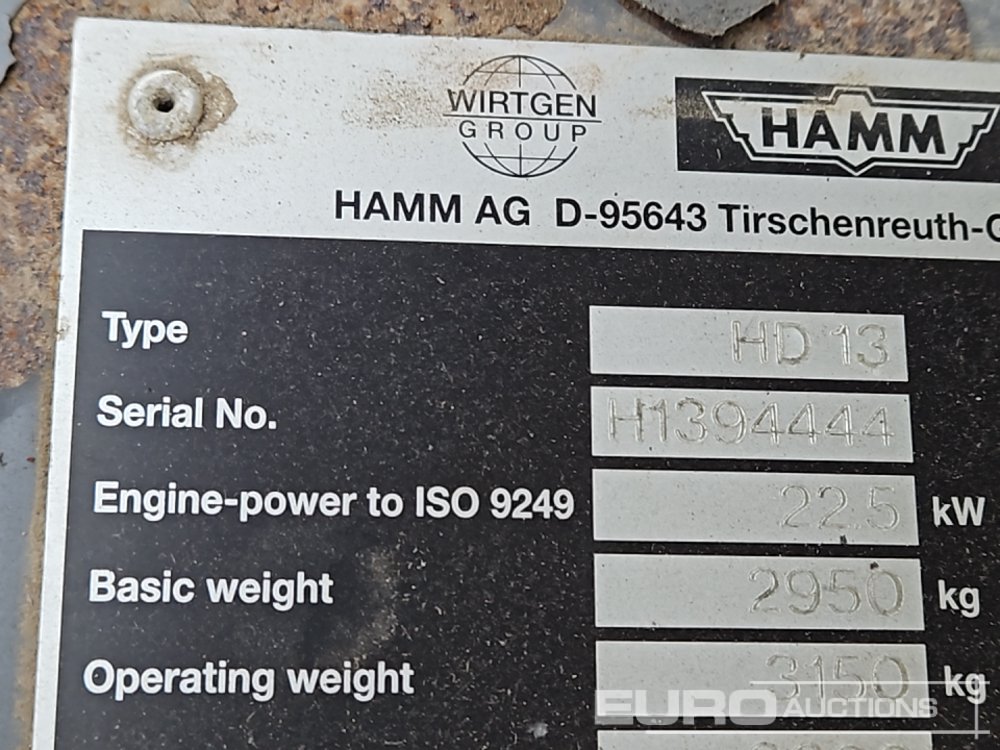 WIRTGEN
GROUP
HAMM
HAMM AG D-95643 Tirschenreuth-G
Type HD 13
Serial No. H1394444
Engine-power to ISO 9249 22.5 kW
Basic weight 2950 kg
Operating weight 3150 kg
EURO AUCTIONS